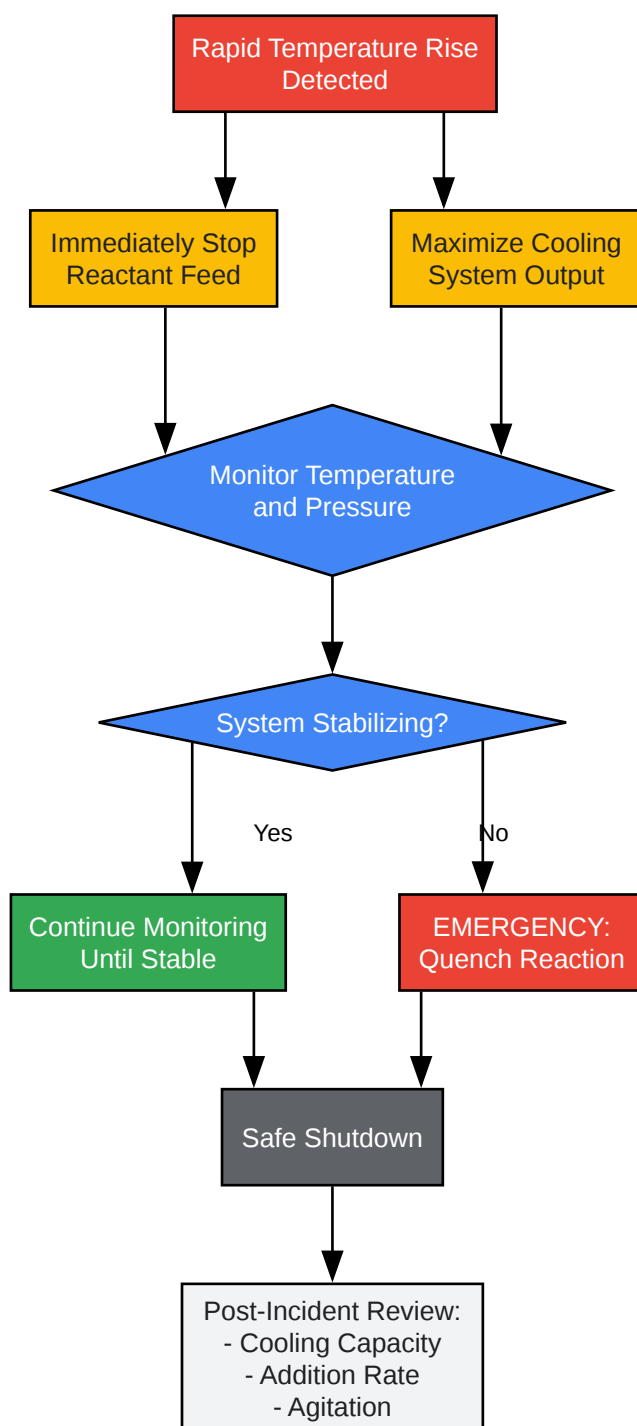 Rapid Temperature Rise
Detected
Immediately Stop
Reactant Feed
Maximize Cooling
System Output
Monitor Temperature
and Pressure
System Stabilizing?
Yes
No
Continue Monitoring
Until Stable
EMERGENCY:
Quench Reaction
Safe Shutdown
Post-Incident Review:
- Cooling Capacity
- Addition Rate
- Agitation